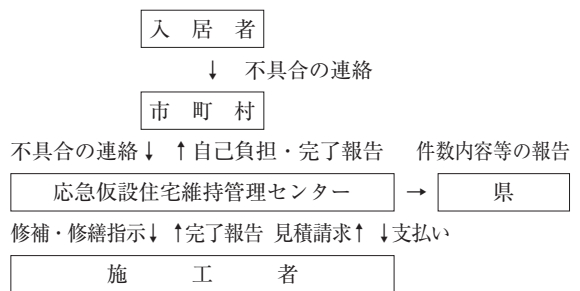 入 居 者
↓ 不具合の連絡
市 町 村
不具合の連絡↓ ↑自己負担・完了報告 件数内容等の報告
応急仮設住宅維持管理センター → 県
修補・修繕指示↓ ↑完了報告 見積請求↑ ↓支払い
施 工 者